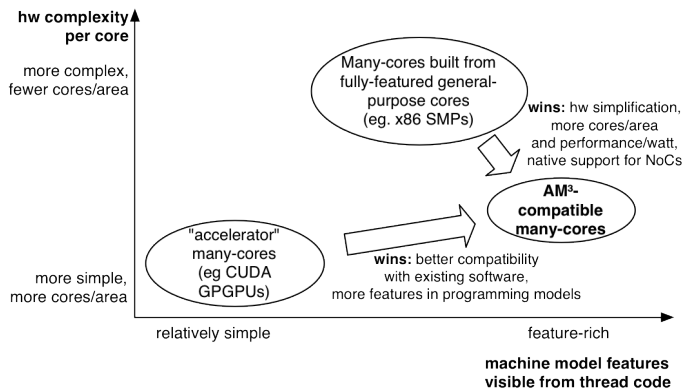 hw complexity
per core
more complex,
fewer cores/area
Many-cores built from
fully-featured general-
purpose cores
(eg. x86 SMPs)
wins: hw simplification,
more cores/area
and performance/watt,
native support for NoCs
AM³-
compatible
many-cores
"accelerator"
many-cores
(eg CUDA
GPGPUs)
wins: better compatibility
with existing software,
more features in programming models
more simple,
more cores/area
relatively simple
feature-rich
machine model features
visible from thread code